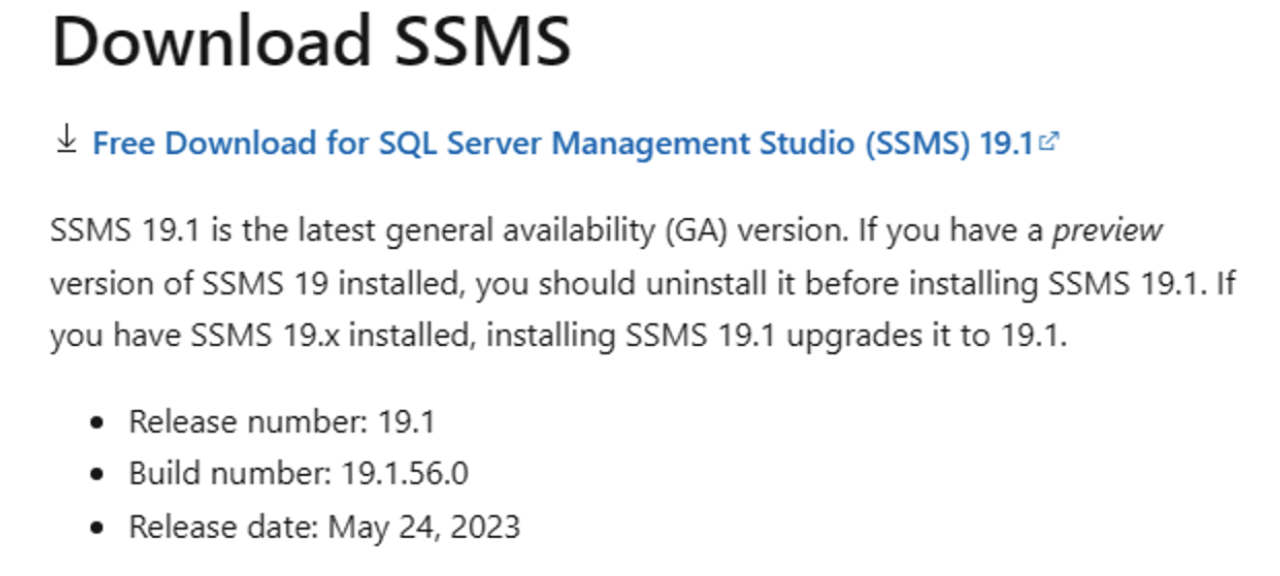 Download SSMS
Free Download for SQL Server Management Studio (SSMS) 19.1
SSMS 19.1 is the latest general availability (GA) version. If you have a preview
version of SSMS 19 installed, you should uninstall it before installing SSMS 19.1. If
you have SSMS 19.x installed, installing SSMS 19.1 upgrades it to 19.1.
• Release number: 19.1
• Build number: 19.1.56.0
• Release date: May 24, 2023